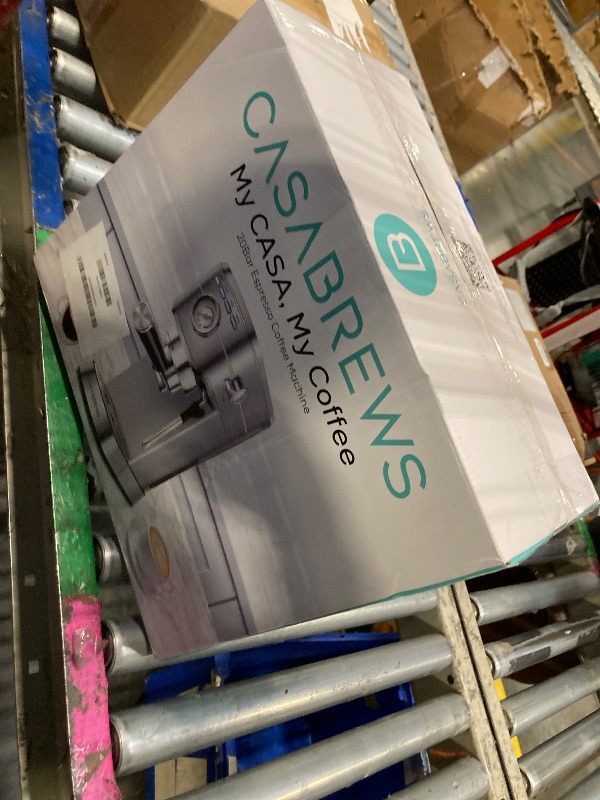 CASABREWS
My CASA, My Coffee
20Bar Espresso Coffee Machine
B